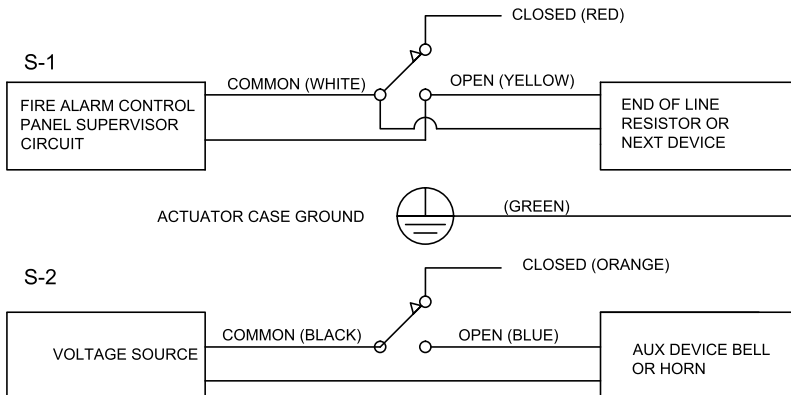 CLOSED (RED)
S-1
COMMON (WHITE)
OPEN (YELLOW)
FIRE ALARM CONTROL
PANEL SUPERVISOR
CIRCUIT
END OF LINE
RESISTOR OR
NEXT DEVICE
ACTUATOR CASE GROUND
(GREEN)
S-2
CLOSED (ORANGE)
COMMON (BLACK)
OPEN (BLUE)
VOLTAGE SOURCE
AUX DEVICE BELL
OR HORN